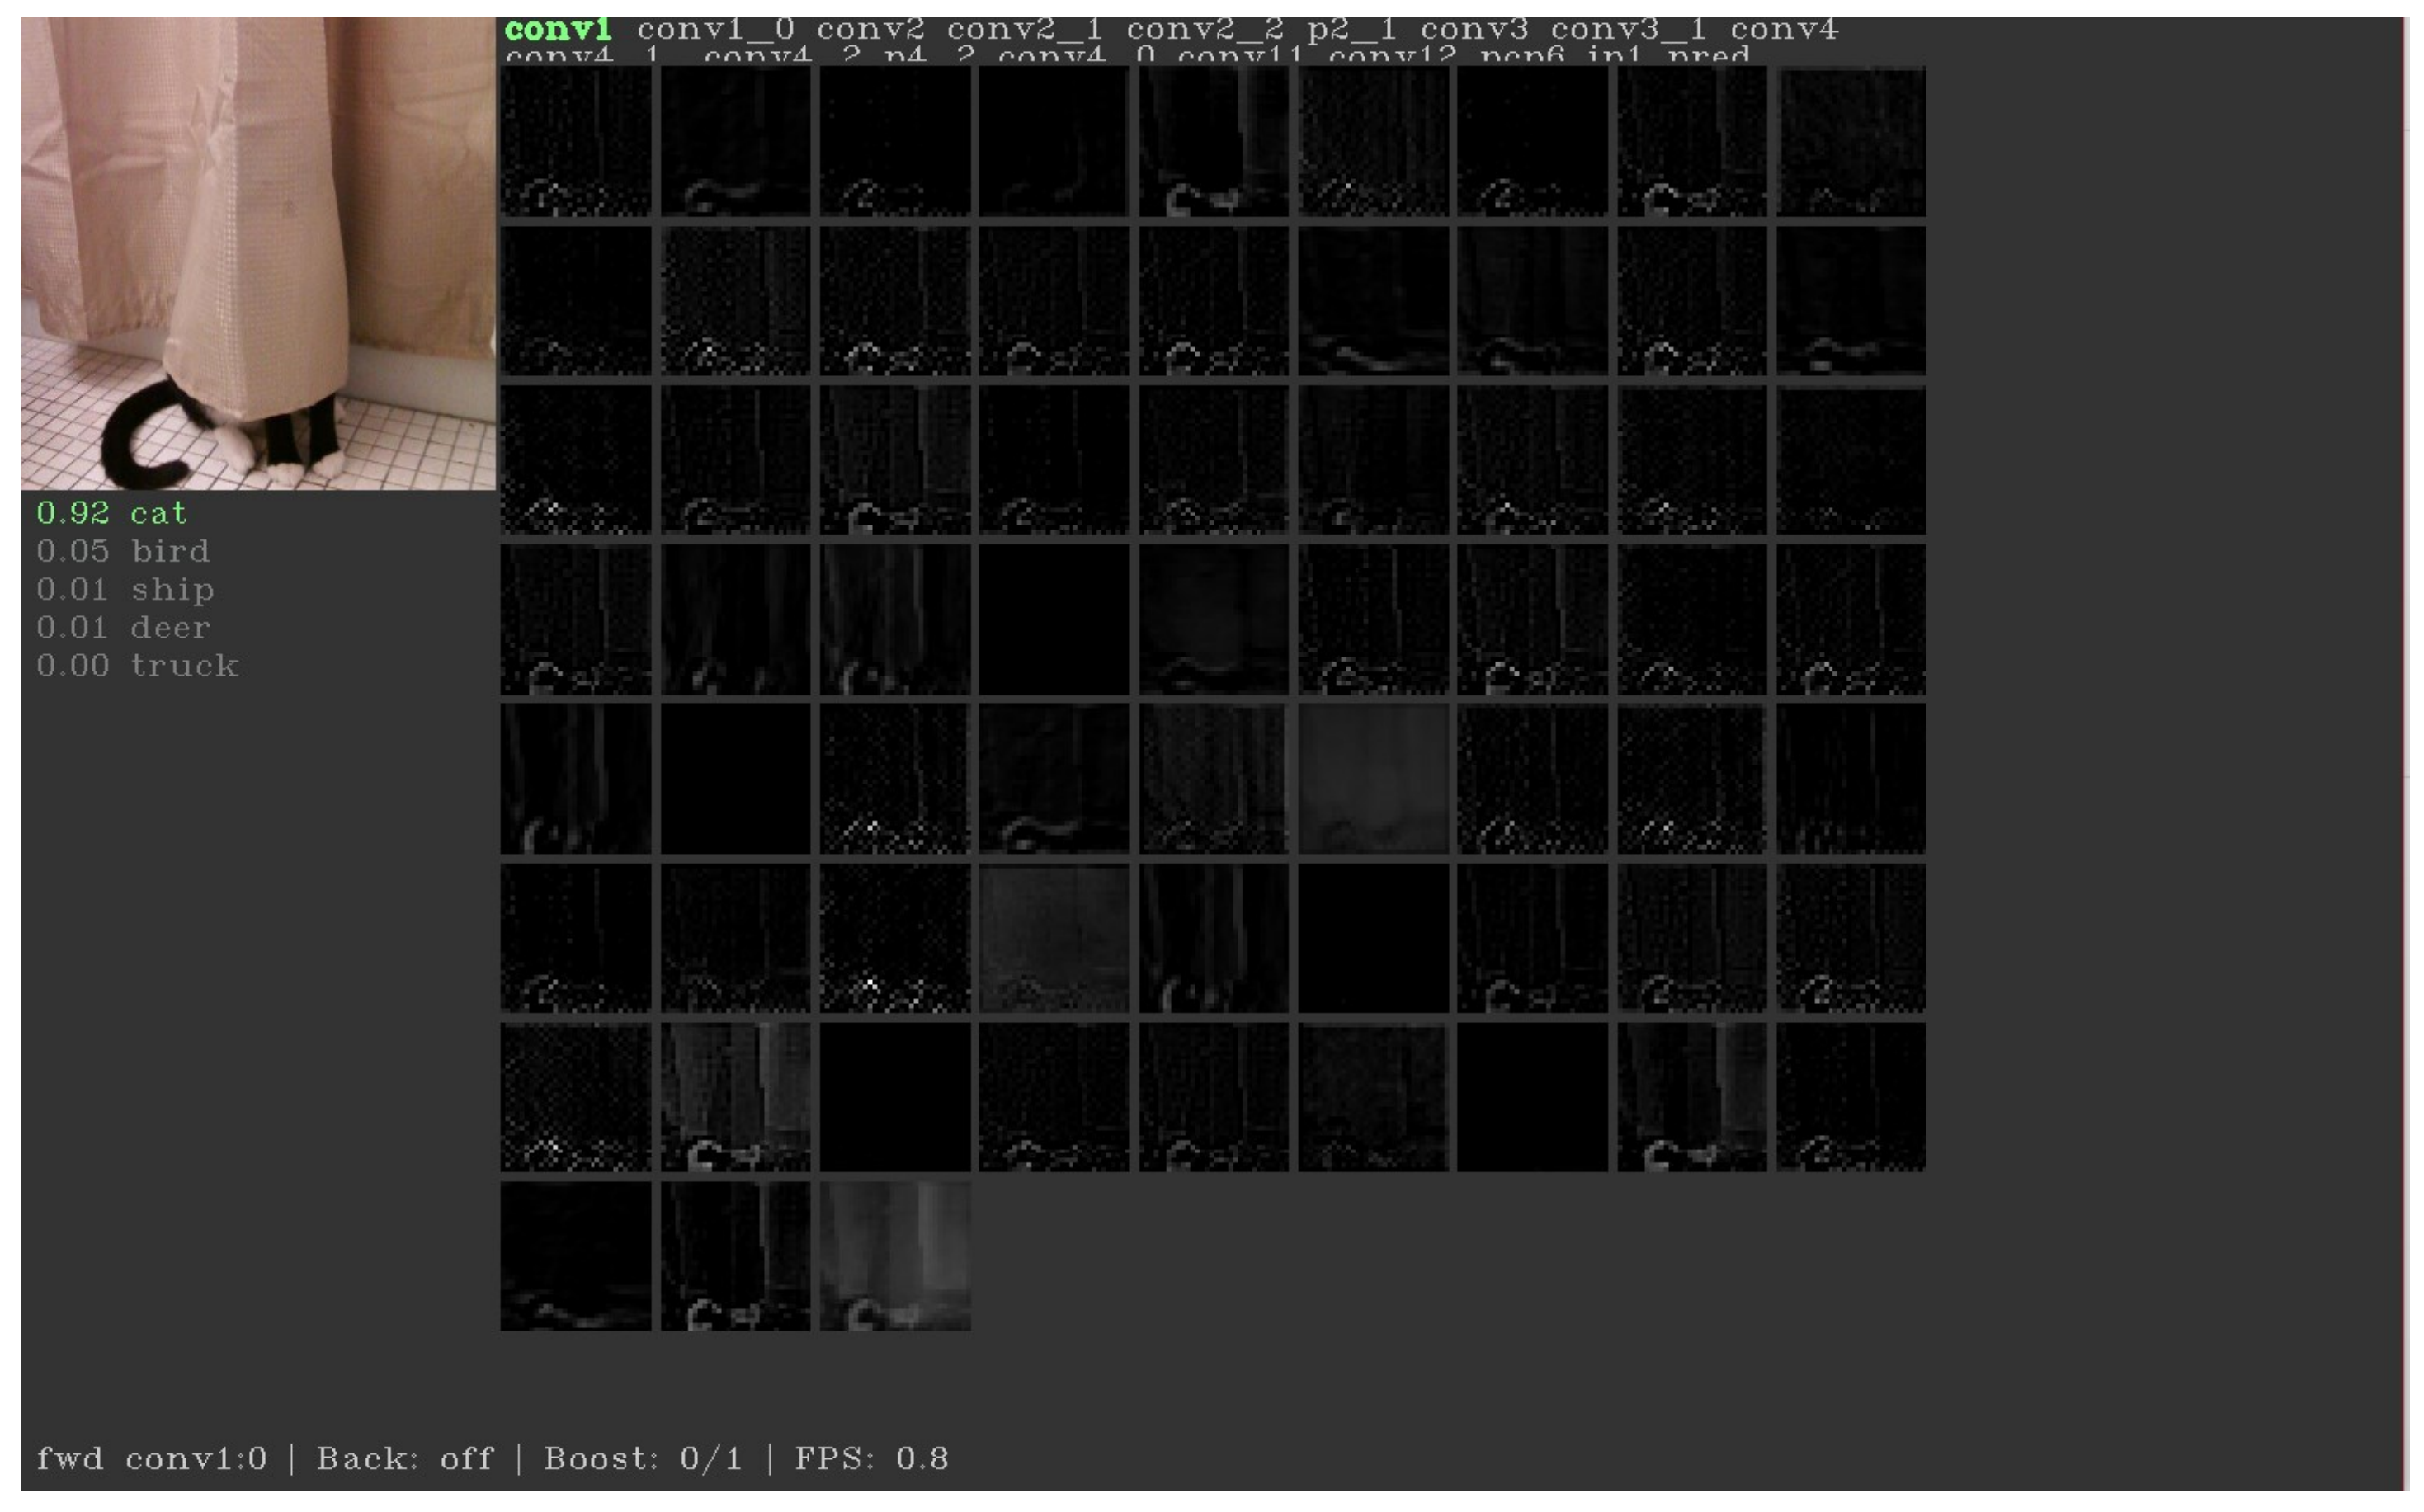 conv1 conv1_0 conv2 conv2_1 conv2_2 p2_1 conv3 conv3_1 conv4
conv4_1 conv4_2 p4_2 conv4_0 conv11 conv12 pcp6 ip1 pred
0.92 cat
0.05 bird
0.01 ship
0.01 deer
0.00 truck
fwd conv1:0 | Back: off | Boost: 0/1 | FPS: 0.8